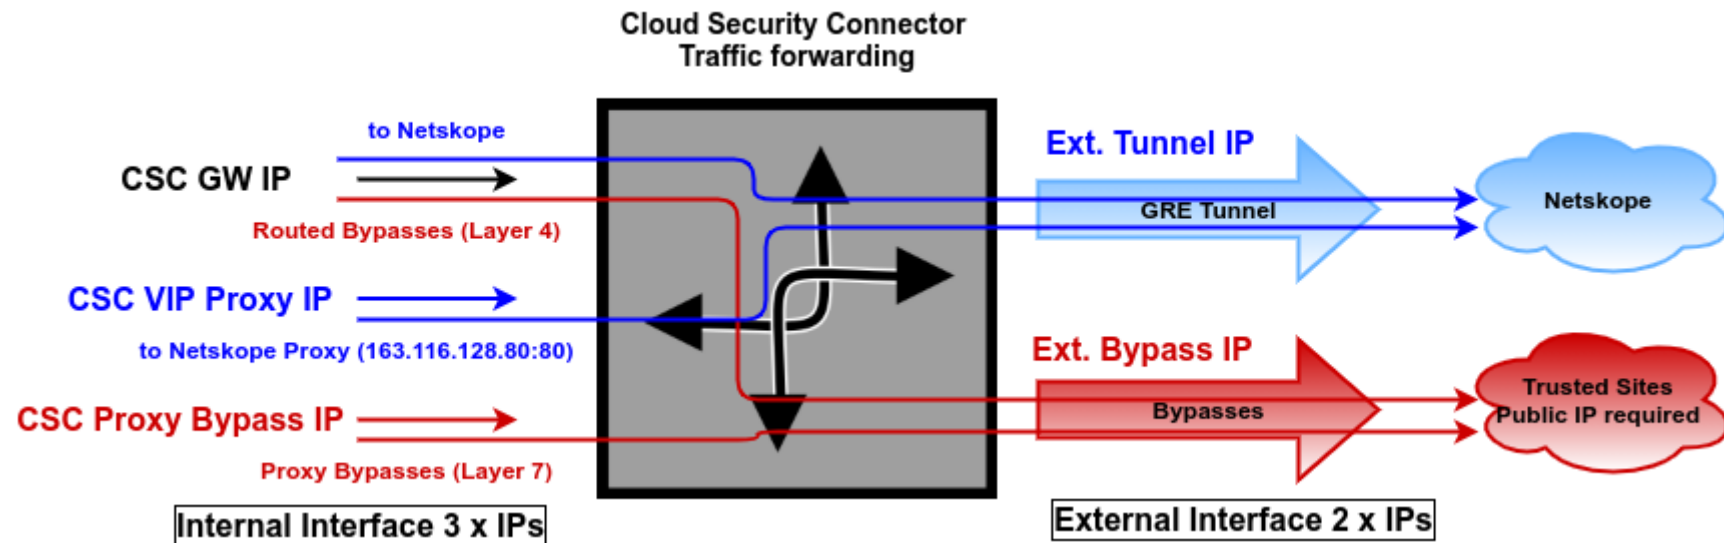 Cloud Security Connector
Traffic forwarding
to Netskope
CSC GW IP
Routed Bypasses (Layer 4)
CSC VIP Proxy IP
to Netskope Proxy (163.116.128.80:80)
CSC Proxy Bypass IP
Proxy Bypasses (Layer 7)
Internal Interface 3 x IPs
Ext. Tunnel IP
GRE Tunnel
Netskope
Ext. Bypass IP
Bypasses
Trusted Sites
Public IP required
External Interface 2 x IPs